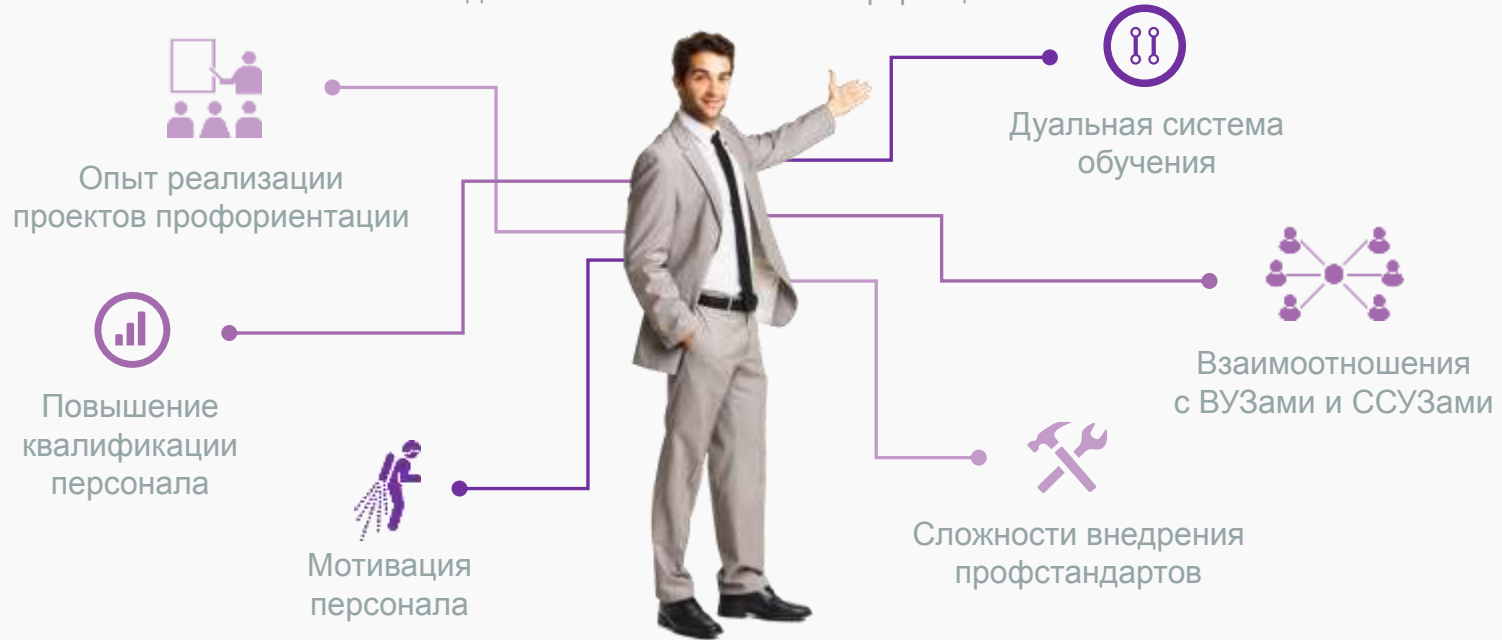 Дуальная система
обучения
Опыт реализации
проектов профориентации
Взаимоотношения
с ВУЗами и ССУЗами
Повышение
квалификации
персонала
Сложности внедрения
профстандартов
Мотивация
персонала